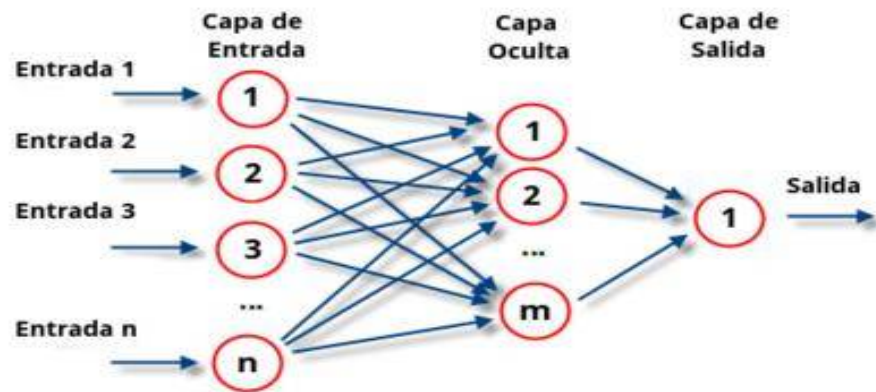 Capa de
Entrada
Capa
Oculta
Capa de
Salida
Entrada 1
1
Entrada 2
2
Entrada 3
3
...
Entrada n
n
1
2
...
m
1
Salida